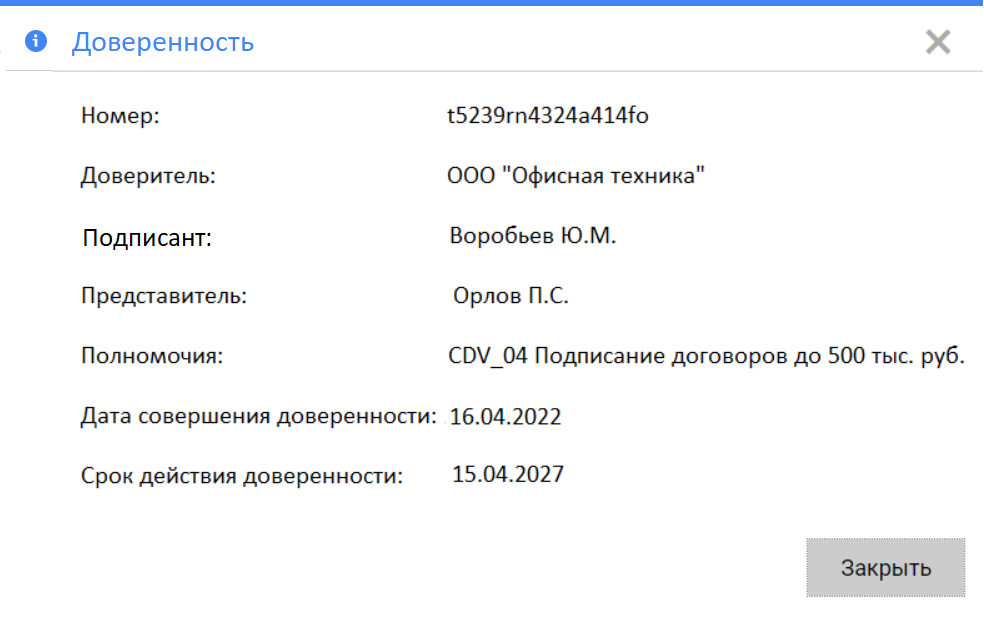 Доверенность
Номер: t5239rn4324a414fo
Доверитель: ООО "Офисная техника"
Подписант: Воробьев Ю.М.
Представитель: Орлов П.С.
Полномочия: CDV_04 Подписание договоров до 500 тыс. руб.
Дата совершения доверенности: 16.04.2022
Срок действия доверенности: 15.04.2027
Закрыть